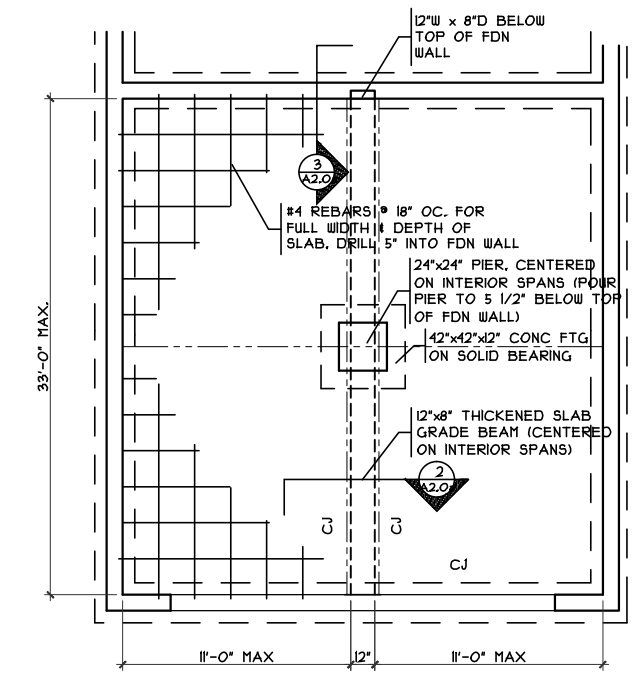 12"W x 8"D BELOW
TOP OF FDN
WALL
3
A2.0
#4 REBARS @ 18" OC. FOR
FULL WIDTH & DEPTH OF
SLAB, DRILL 5" INTO FDN WALL
24"x24" PIER, CENTERED
ON INTERIOR SPANS (POUR
PIER TO 5 1/2" BELOW TOP
OF FDN WALL)
42"x42"x12" CONC FTG
ON SOLID BEARING
33'-0" MAX.
12"x8" THICKENED SLAB
GRADE BEAM (CENTERED
ON INTERIOR SPANS)
2
A2.0
CJ
CJ
CJ
11'-0" MAX
12"
11'-0" MAX